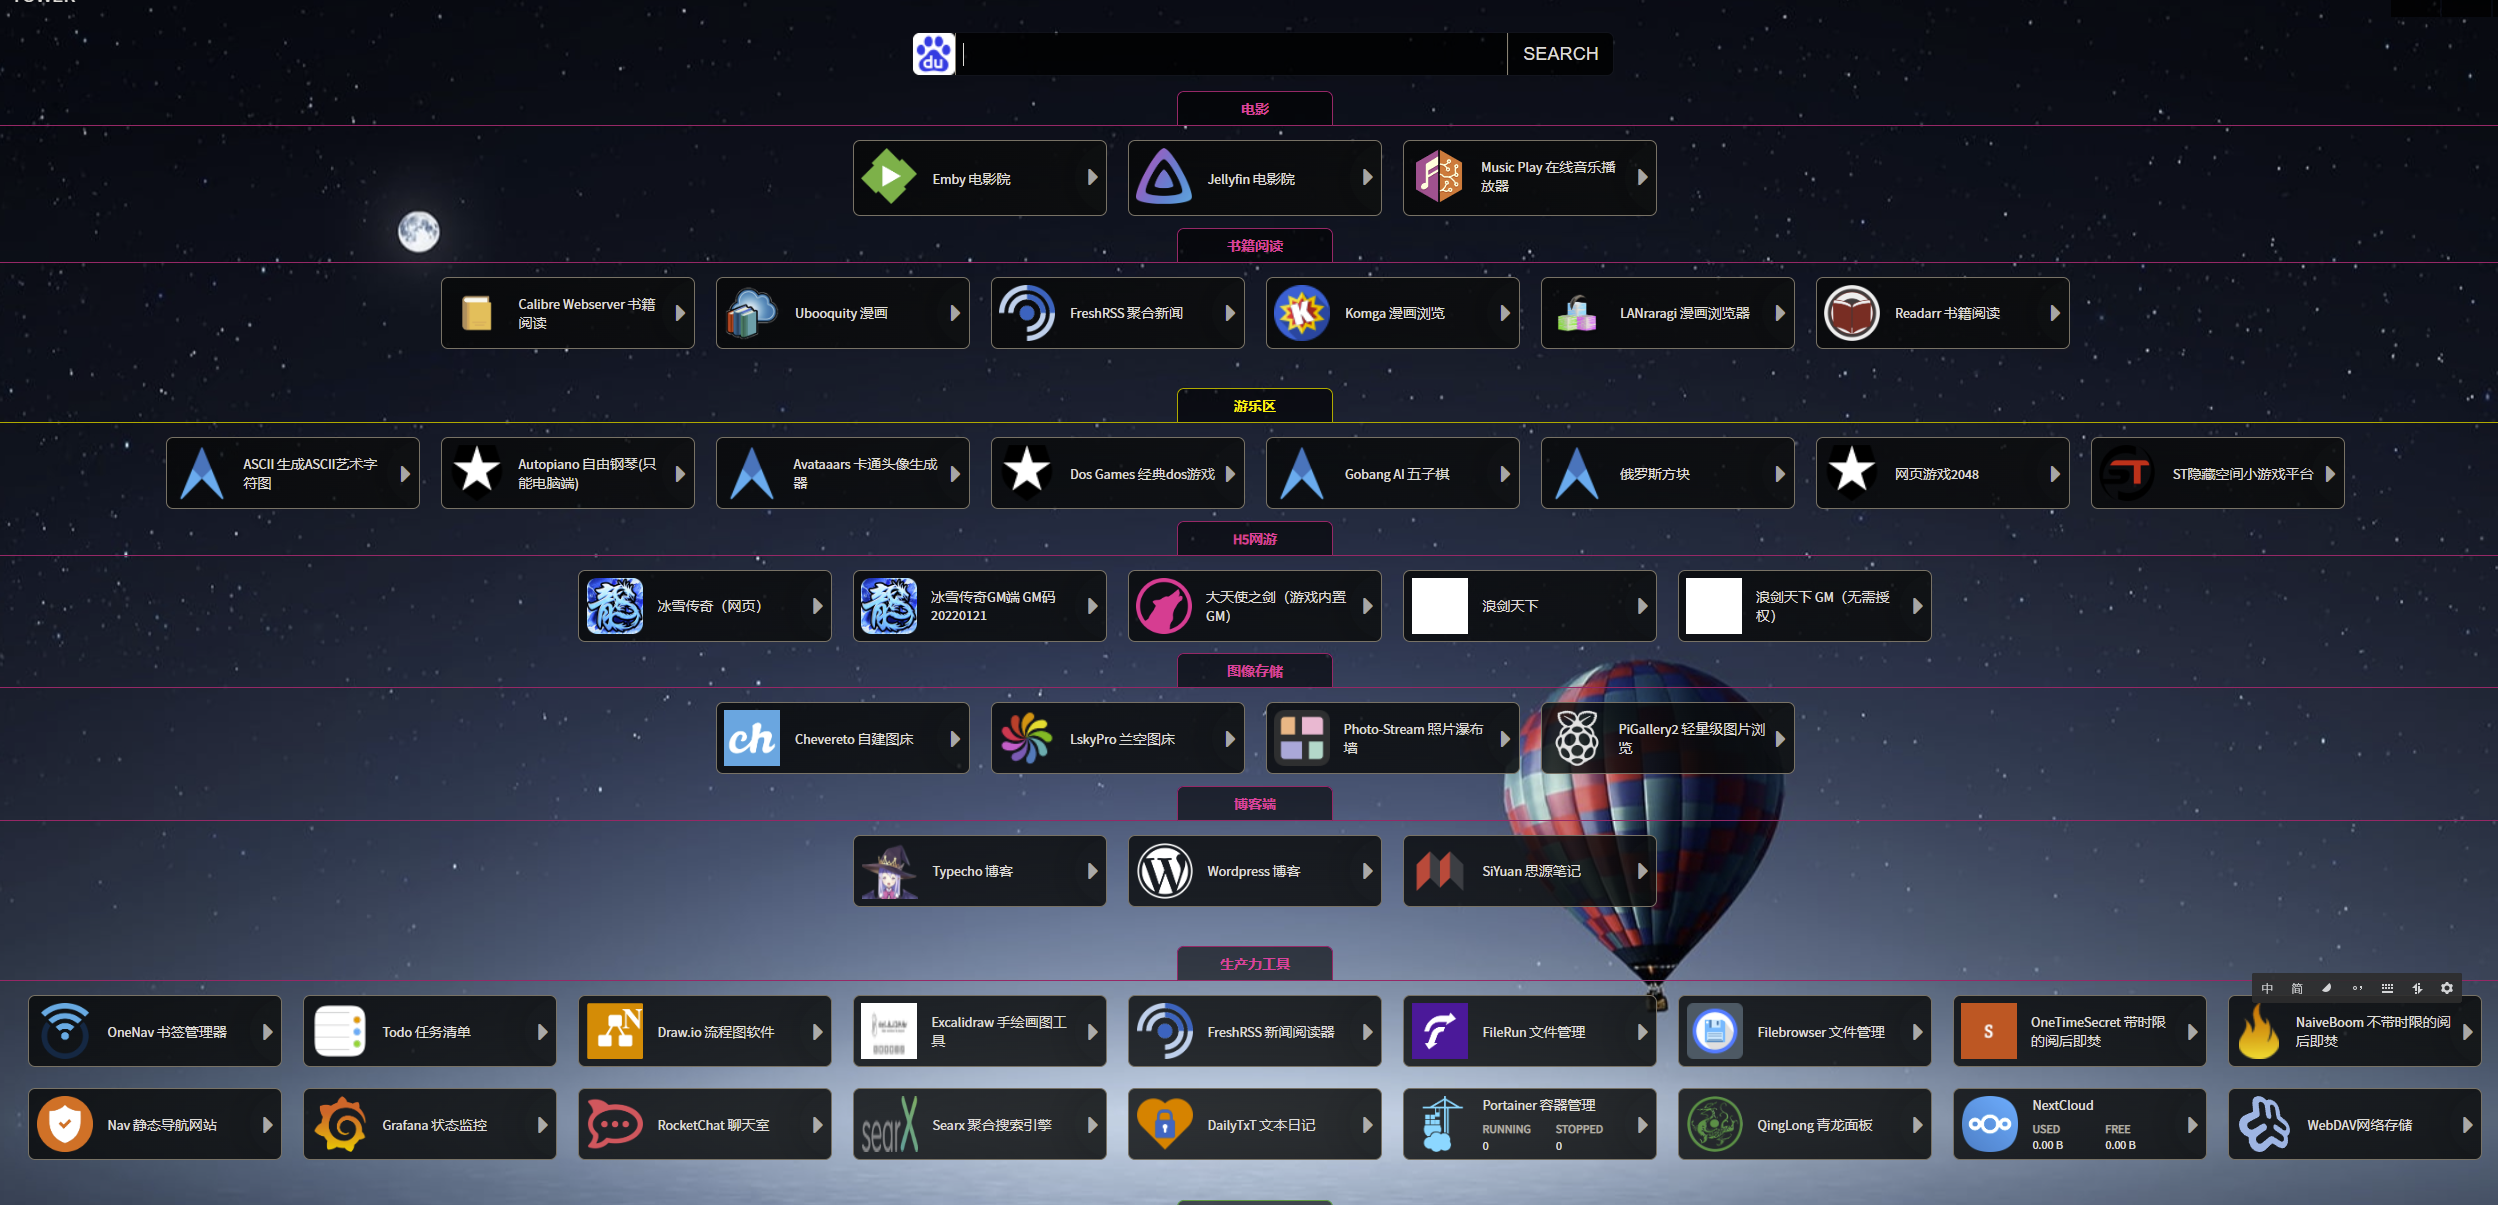 du
SEARCH
电影
Emby 电影院
Jellyfin 电影院
Music Play 在线音乐播
放器
书籍阅读
Calibre Webserver 书籍
阅读
Ubooquity 漫画
FreshRSS 聚合新闻
Komga 漫画浏览
LANraragi 漫画浏览器
Readarr 书籍阅读
游乐区
ASCII 生成ASCII艺术字
符图
Autopiano 自由钢琴(只
能电脑端)
Avataaars 卡通头像生成
器
Dos Games 经典dos游戏
Gobang AI 五子棋
俄罗斯方块
网页游戏2048
ST
ST隐藏空间小游戏平台
H5网游
冰雪传奇（网页）
冰雪传奇GM端 GM码
20220121
大天使之剑（游戏内置
GM）
浪剑天下
浪剑天下 GM（无需授
权）
图像存储
ch
Chevereto 自建图床
LskyPro 兰空图床
Photo-Stream 照片瀑布
墙
PiGallery2 轻量级图片浏
览
博客端
Typecho 博客
Wordpress 博客
SiYuan 思源笔记
生产力工具
中 简
OneNav 书签管理器
Todo 任务清单
N
Draw.io 流程图软件
Excalidraw 手绘画图工
具
FreshRSS 新闻阅读器
FileRun 文件管理
Filebrowser 文件管理
S
OneTimeSecret 带时限
的阅后即焚
NaiveBoom 不带时限的阅
后即焚
Nav 静态导航网站
Grafana 状态监控
RocketChat 聊天室
searX
Searx 聚合搜索引擎
DailyTxT 文本日记
Portainer 容器管理
RUNNING STOPPED
0 0
QingLong 青龙面板
NextCloud
USED FREE
0.00 B 0.00 B
WebDAV网络存储